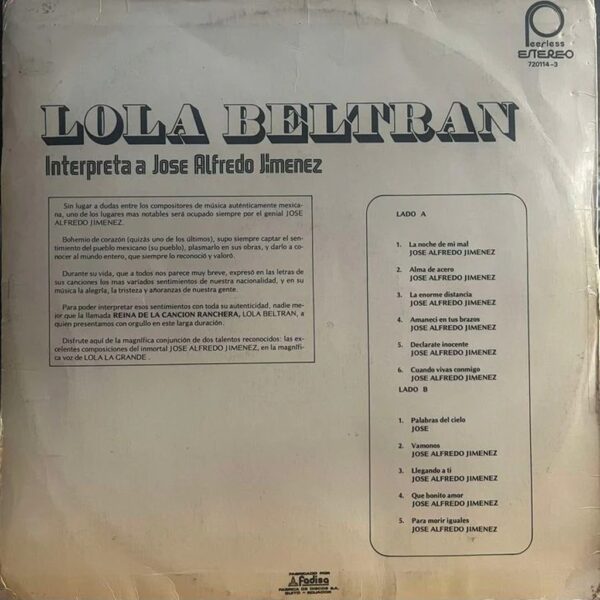 Peerless
ESTEREO
720114-3
LOLA BELTRAN
Interpreta a Jose Alfredo Jimenez
Sin lugar a dudas entre los compositores de música auténticamente mexica-
na, uno de los lugares mas notables será ocupado siempre por el genial JOSE
ALFREDO JIMENEZ.
Bohemio de corazón (quizás uno de los últimos), supo siempre captar el sen-
timiento del pueblo mexicano (su pueblo), plasmarlo en sus obras, y darlo a co-
nocer al mundo entero, que siempre lo reconoció y valoró.
Durante su vida, que a todos nos parece muy breve, expresó en las letras de
sus canciones los mas variados sentimientos de nuestra nacionalidad, y en su
música la alegría, la tristeza y añoranzas de nuestra gente.
Para poder interpretar esos sentimientos con toda su autenticidad, nadie me-
jor que la llamada REINA DE LA CANCION RANCHERA, LOLA BELTRAN, a
quien presentamos con orgullo en este larga duración.
Disfrute aquí de la magnífica conjunción de dos talentos reconocidos: las ex-
celentes composiciones del inmortal JOSE ALFREDO JIMENEZ, en la magnífi-
ca voz de LOLA LA GRANDE .
LADO A
1. La noche de mi mal
JOSE ALFREDO JIMENEZ
2. Alma de acero
JOSE ALFREDO JIMENEZ
3. La enorme distancia
JOSE ALFREDO JIMENEZ
4. Amaneci en tus brazos
JOSE ALFREDO JIMENEZ
5. Declarate inocente
JOSE ALFREDO JIMENEZ
6. Cuando vivas conmigo
JOSE ALFREDO JIMENEZ
LADO B
1. Palabras del cielo
JOSE
2. Vamonos
JOSE ALFREDO JIMENEZ
3. Llegando a ti
JOSE ALFREDO JIMENEZ
4. Que bonito amor
JOSE ALFREDO JIMENEZ
5. Para morir iguales
JOSE ALFREDO JIMENEZ
FABRICADO POR
Fadisa
FABRICA DE DISCOS S.A.
QUITO - ECUADOR